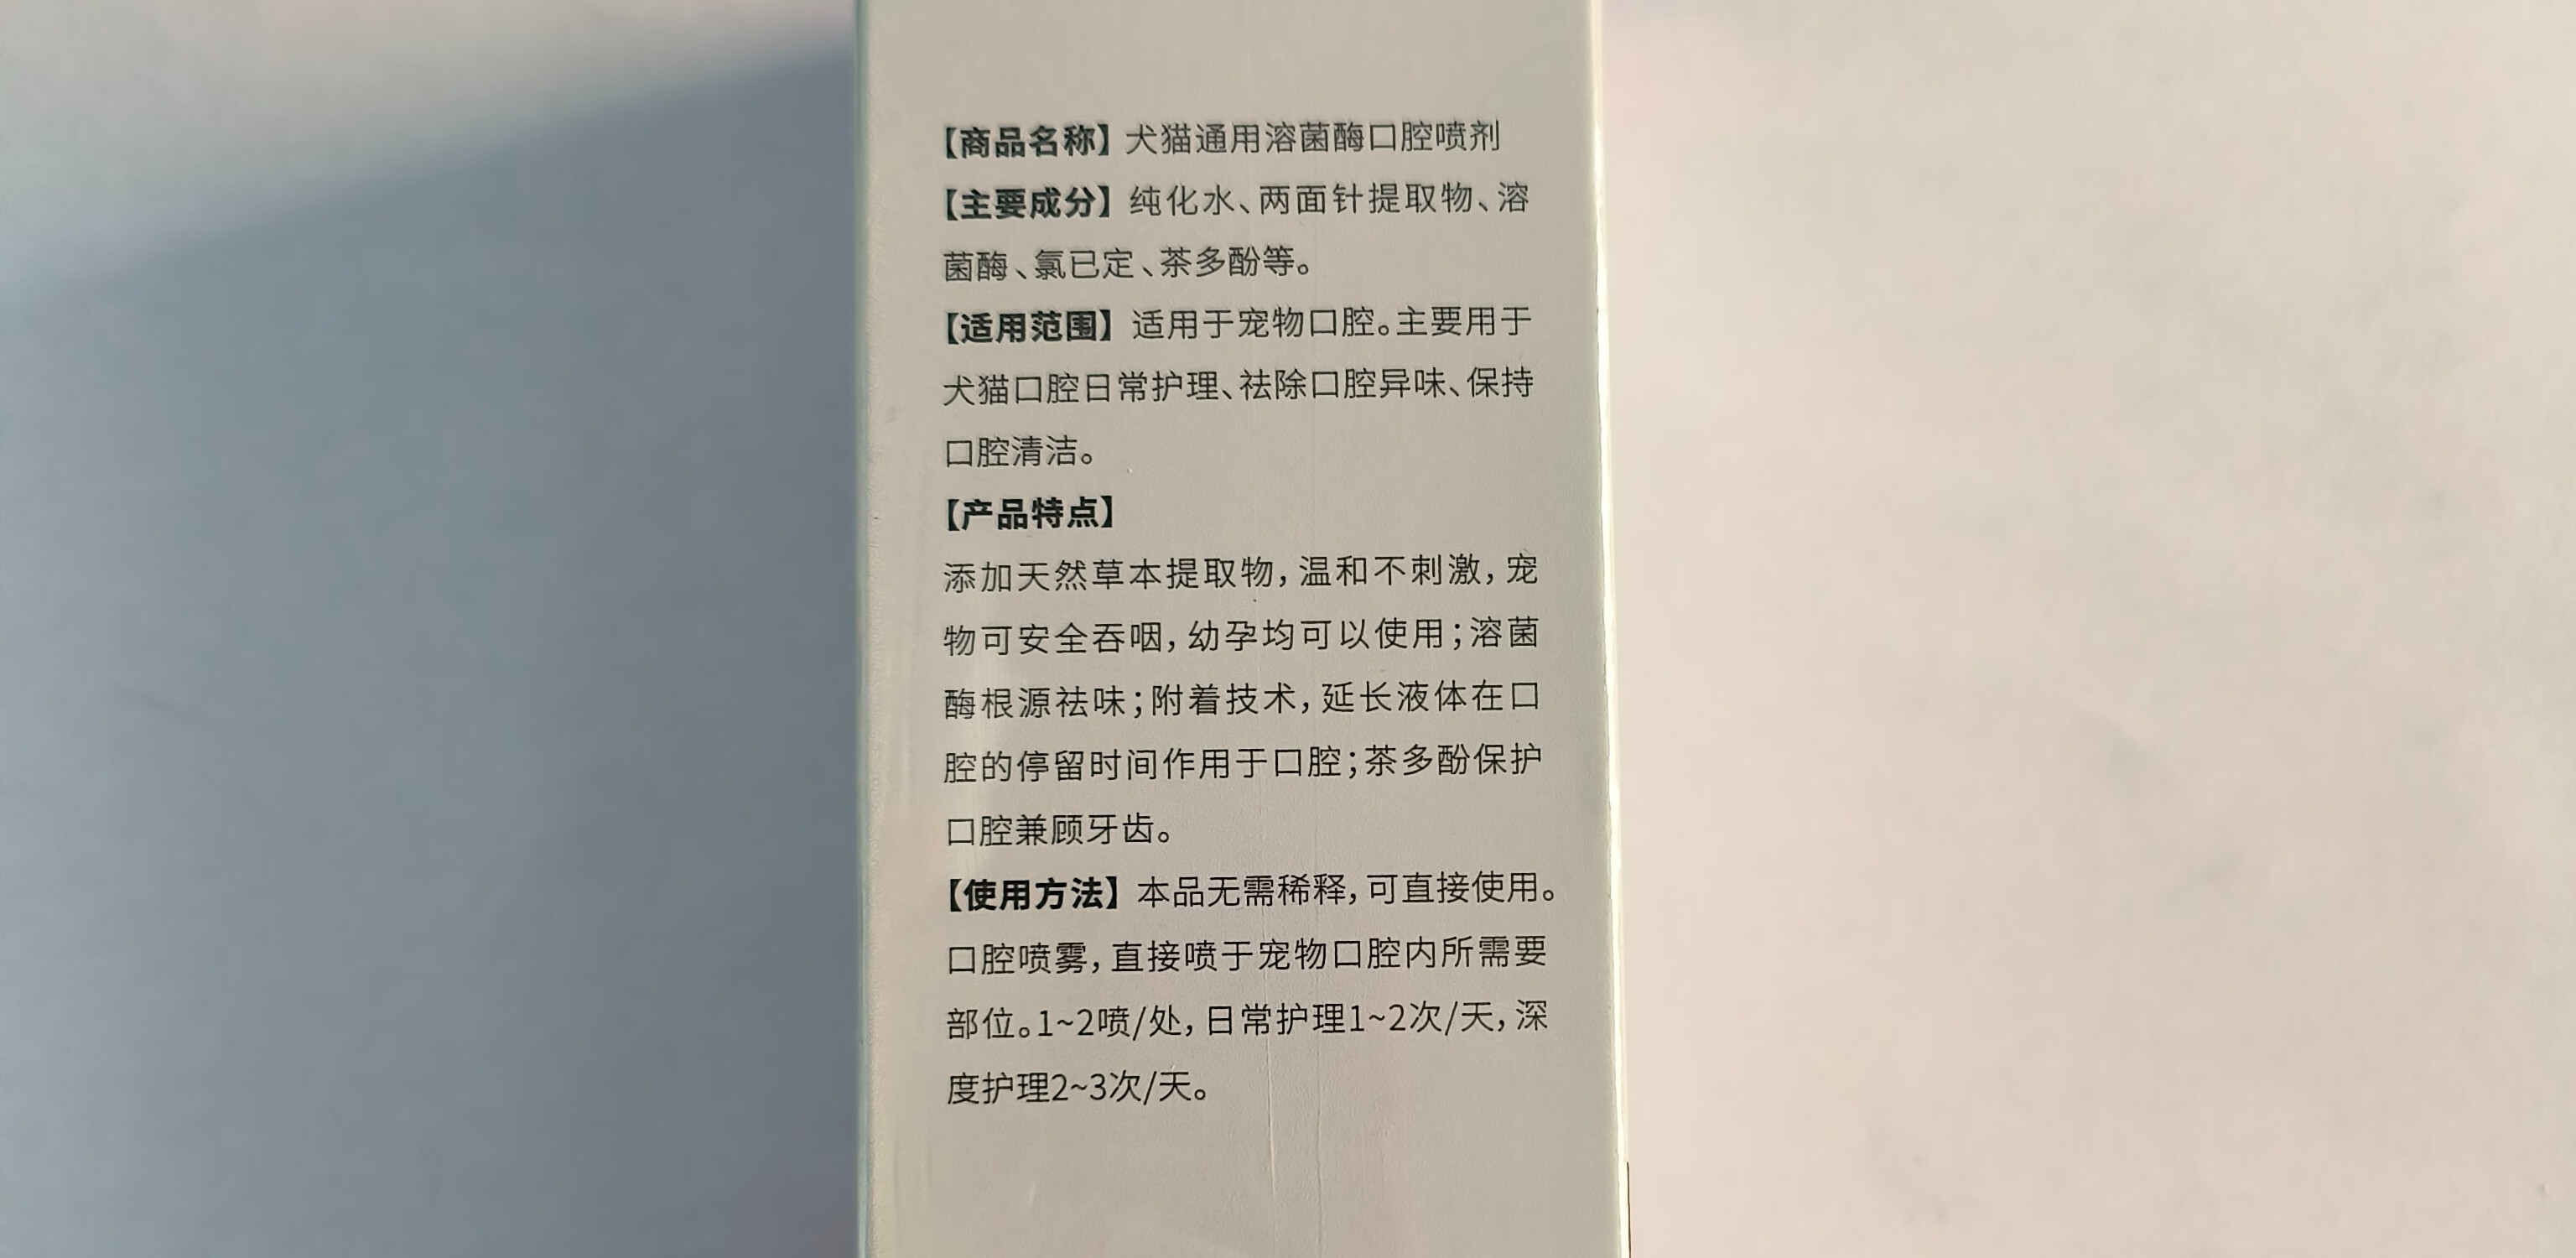 【商品名称】犬猫通用溶菌酶口腔喷剂
【主要成分】纯化水、两面针提取物、溶
菌酶、氯已定、茶多酚等。
【适用范围】适用于宠物口腔。主要用于
犬猫口腔日常护理、祛除口腔异味、保持
口腔清洁。
【产品特点】
添加天然草本提取物，温和不刺激，宠
物可安全吞咽，幼孕均可以使用；溶菌
酶根源祛味；附着技术，延长液体在口
腔的停留时间作用于口腔；茶多酚保护
口腔兼顾牙齿。
【使用方法】本品无需稀释，可直接使用。
口腔喷雾，直接喷于宠物口腔内所需要
部位。1~2喷/处，日常护理1~2次/天，深
度护理2~3次/天。